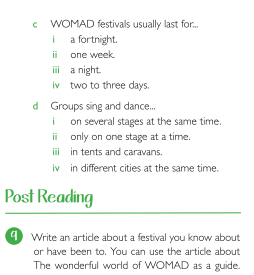 c WOMAD festivals usually last for...
i a fortnight.
ii one week.
iii a night.
iv two to three days.
d Groups sing and dance...
i on several stages at the same time.
ii only on one stage at a time.
iii in tents and caravans.
iv in different cities at the same time.
Post Reading
9 Write an article about a festival you know about
or have been to. You can use the article about
The wonderful world of WOMAD as a guide.